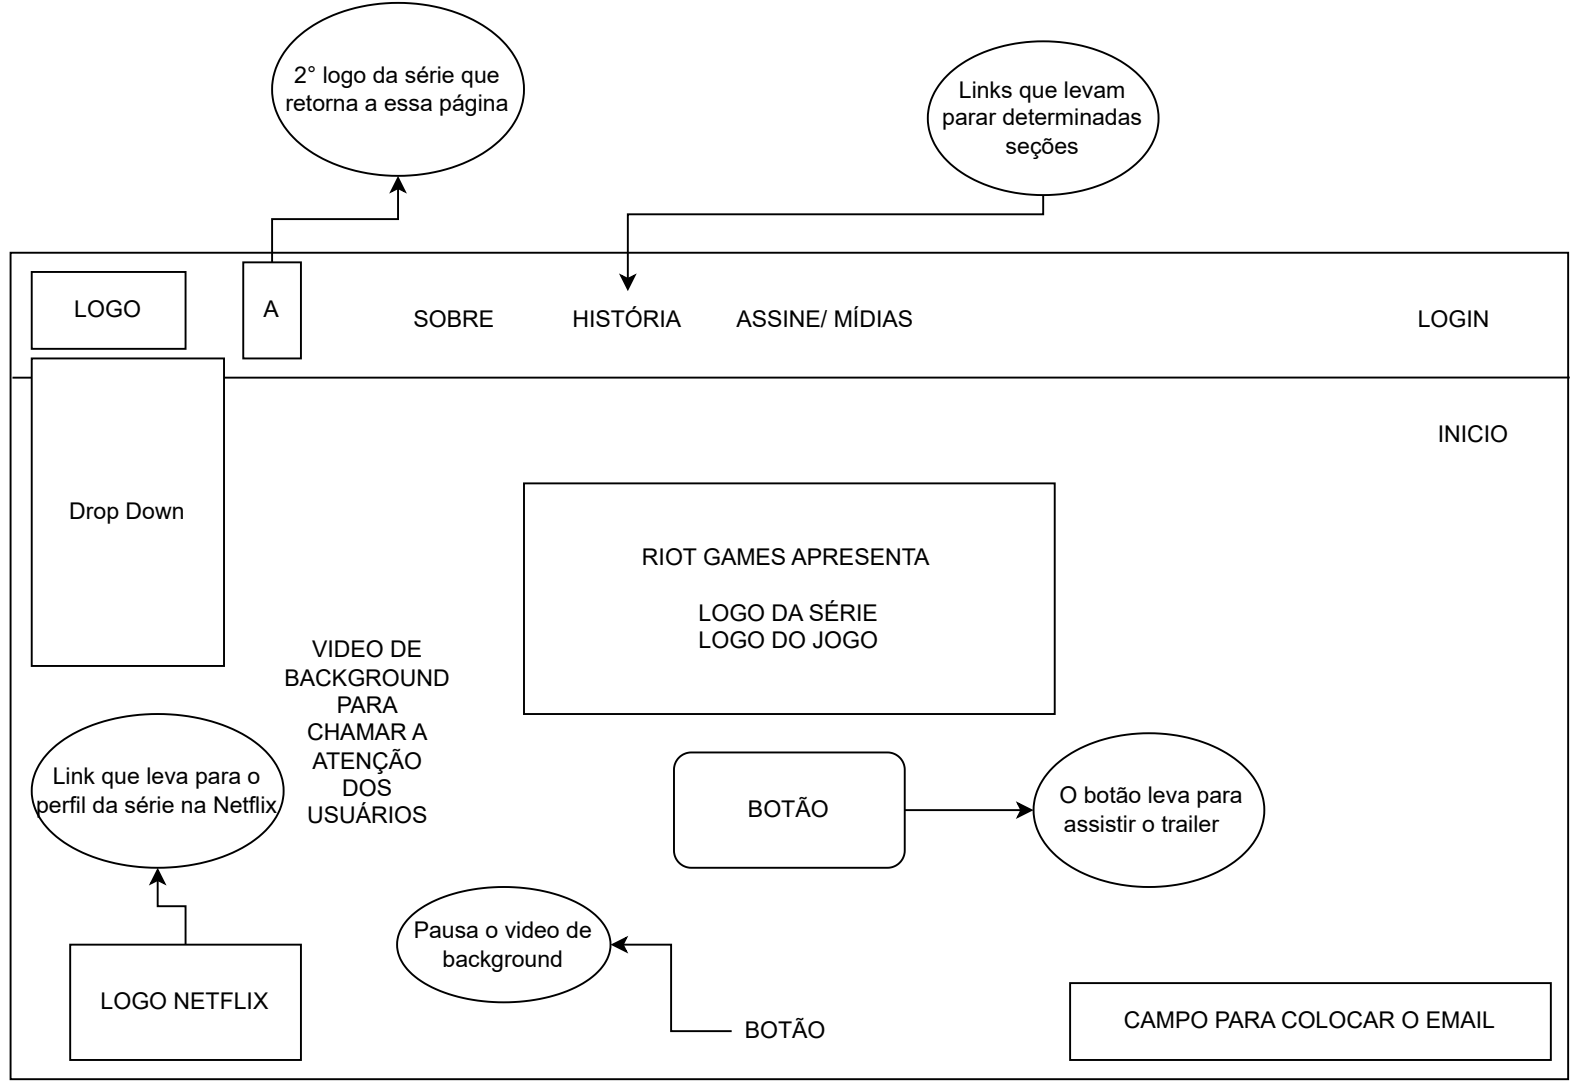 2° logo da série que
retorna a essa página
Links que levam
parar determinadas
seções
LOGO
A
SOBRE
HISTÓRIA
ASSINE/ MÍDIAS
LOGIN
INICIO
Drop Down
RIOT GAMES APRESENTA
LOGO DA SÉRIE
LOGO DO JOGO
VIDEO DE
BACKGROUND
PARA
CHAMAR A
ATENÇÃO
DOS
USUÁRIOS
Link que leva para o
perfil da série na Netflix
BOTÃO
O botão leva para
assistir o trailer
Pausa o video de
background
LOGO NETFLIX
BOTÃO
CAMPO PARA COLOCAR O EMAIL